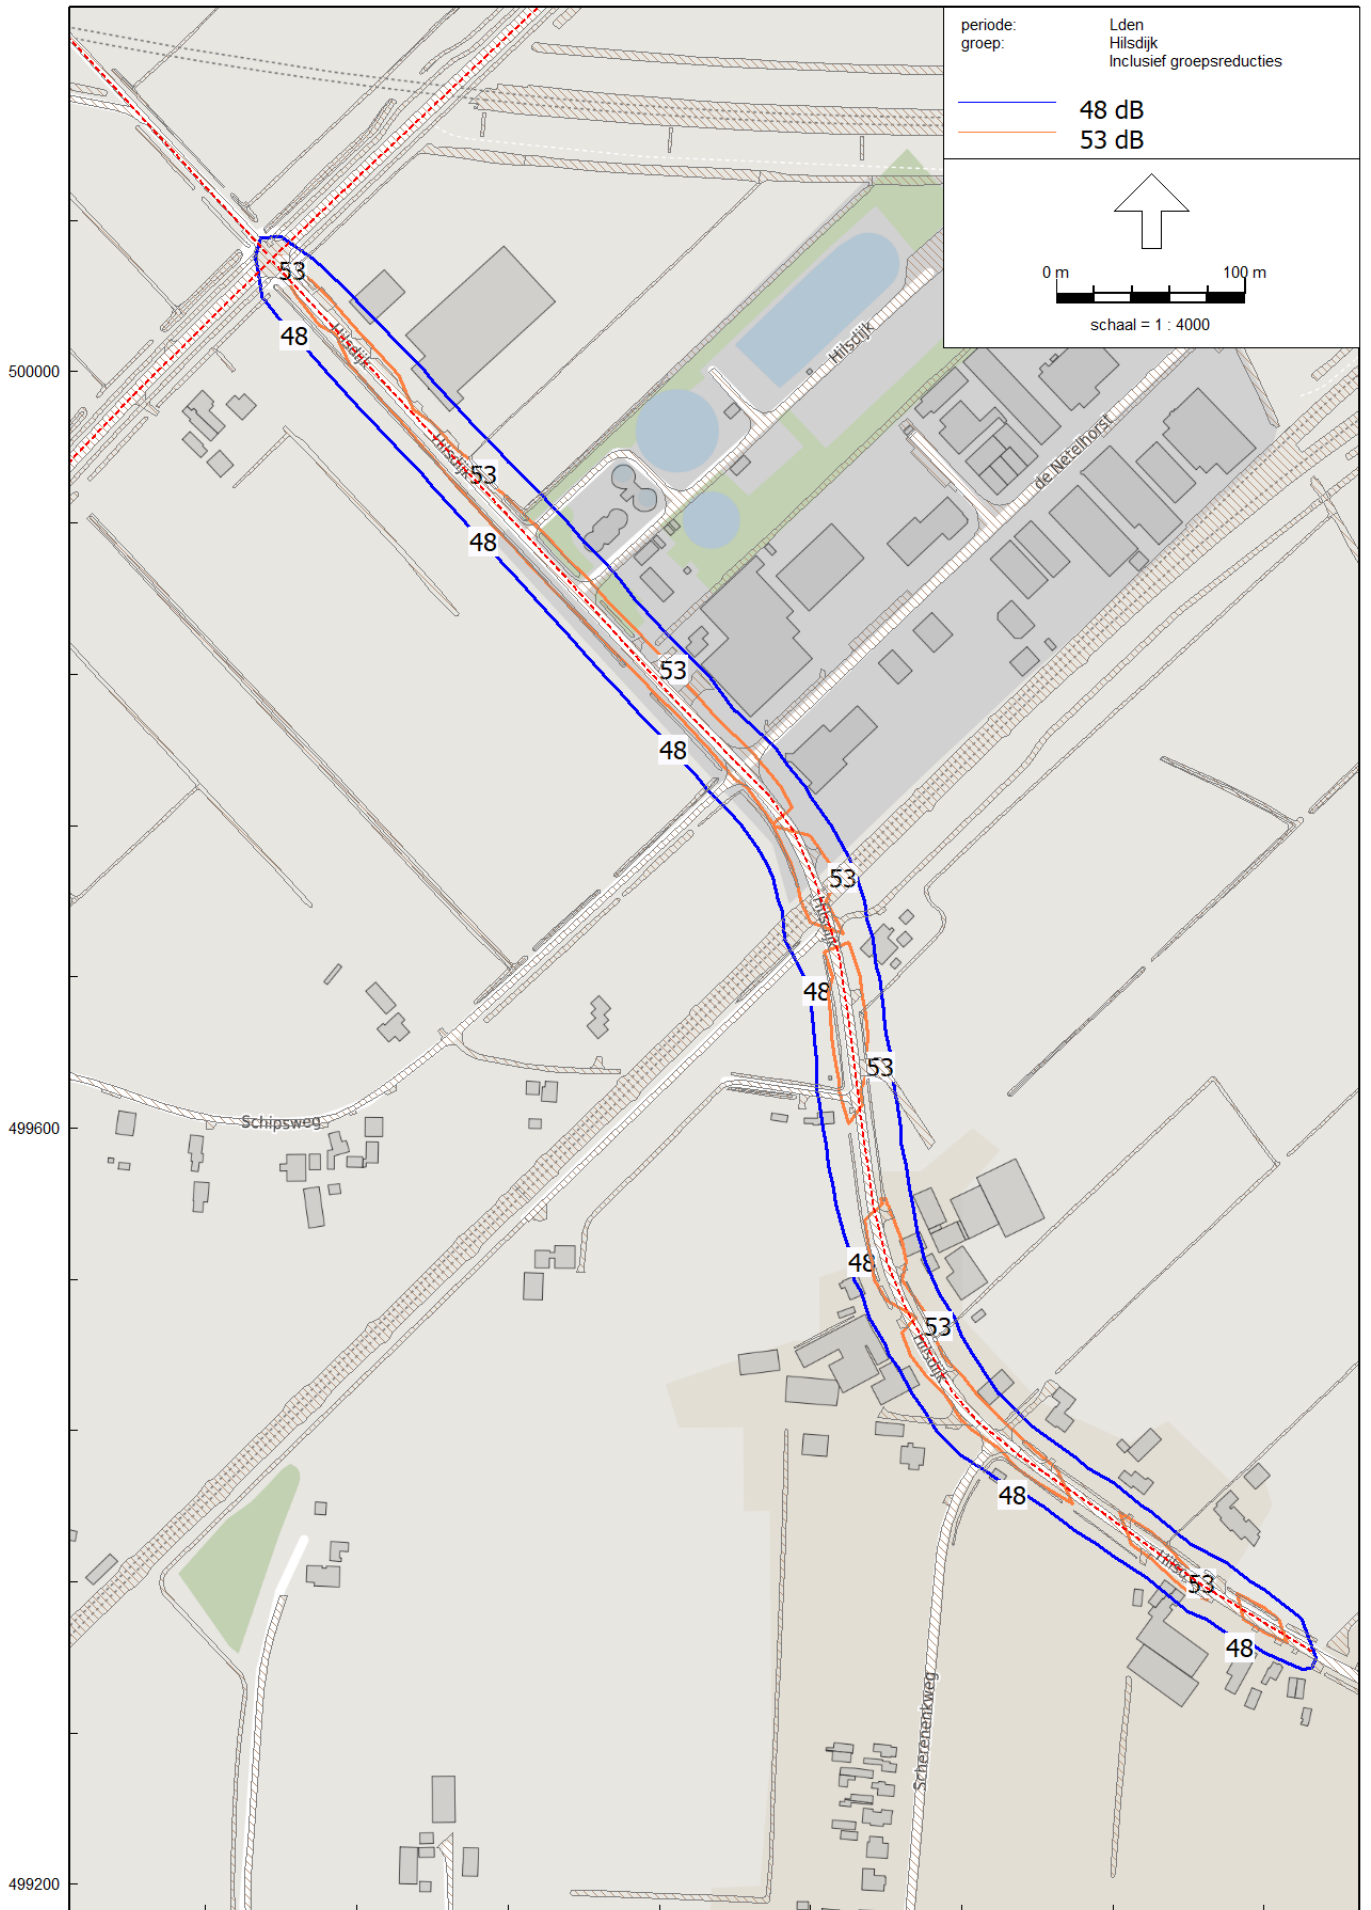 periode: Lden
groep: Hilsdijk
Inclusief groepsreducties
48 dB
53 dB
0 m 100 m
schaal = 1 : 4000
53
48
Hilsdijk
Hilsdijk
500000
de Netelhorst
Hilsdijk
53
48
53
48
53
Hilsdijk
48
53
499600
Schipsweg
48
53
Hilsdijk
48
53
48
Scherenenkweg
499200